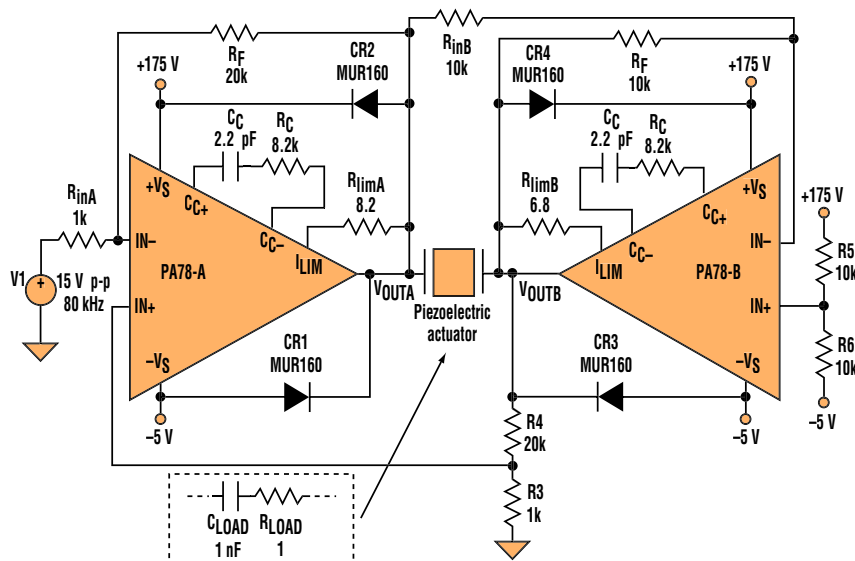 RF
20k
CR2
MUR160
RinB
10k
CR4
MUR160
RF
10k
+175 V
+175 V
CC
2.2 pF
RC
8.2k
CC
2.2 pF
RC
8.2k
RinA
1k
+VS
CC+
CC–
RlimA
8.2
RlimB
6.8
+VS
CC+
CC–
+175 V
IN–
PA78-A
ILIM
ILIM
PA78-B
IN–
R5
10k
V1
+
15 V p-p
80 kHz
IN+
VOUTA
Piezoelectric
actuator
VOUTB
IN+
R6
10k
–VS
CR1
MUR160
CR3
MUR160
–VS
–5 V
–5 V
–5 V
R4
20k
R3
1k
CLOAD
1 nF
RLOAD
1